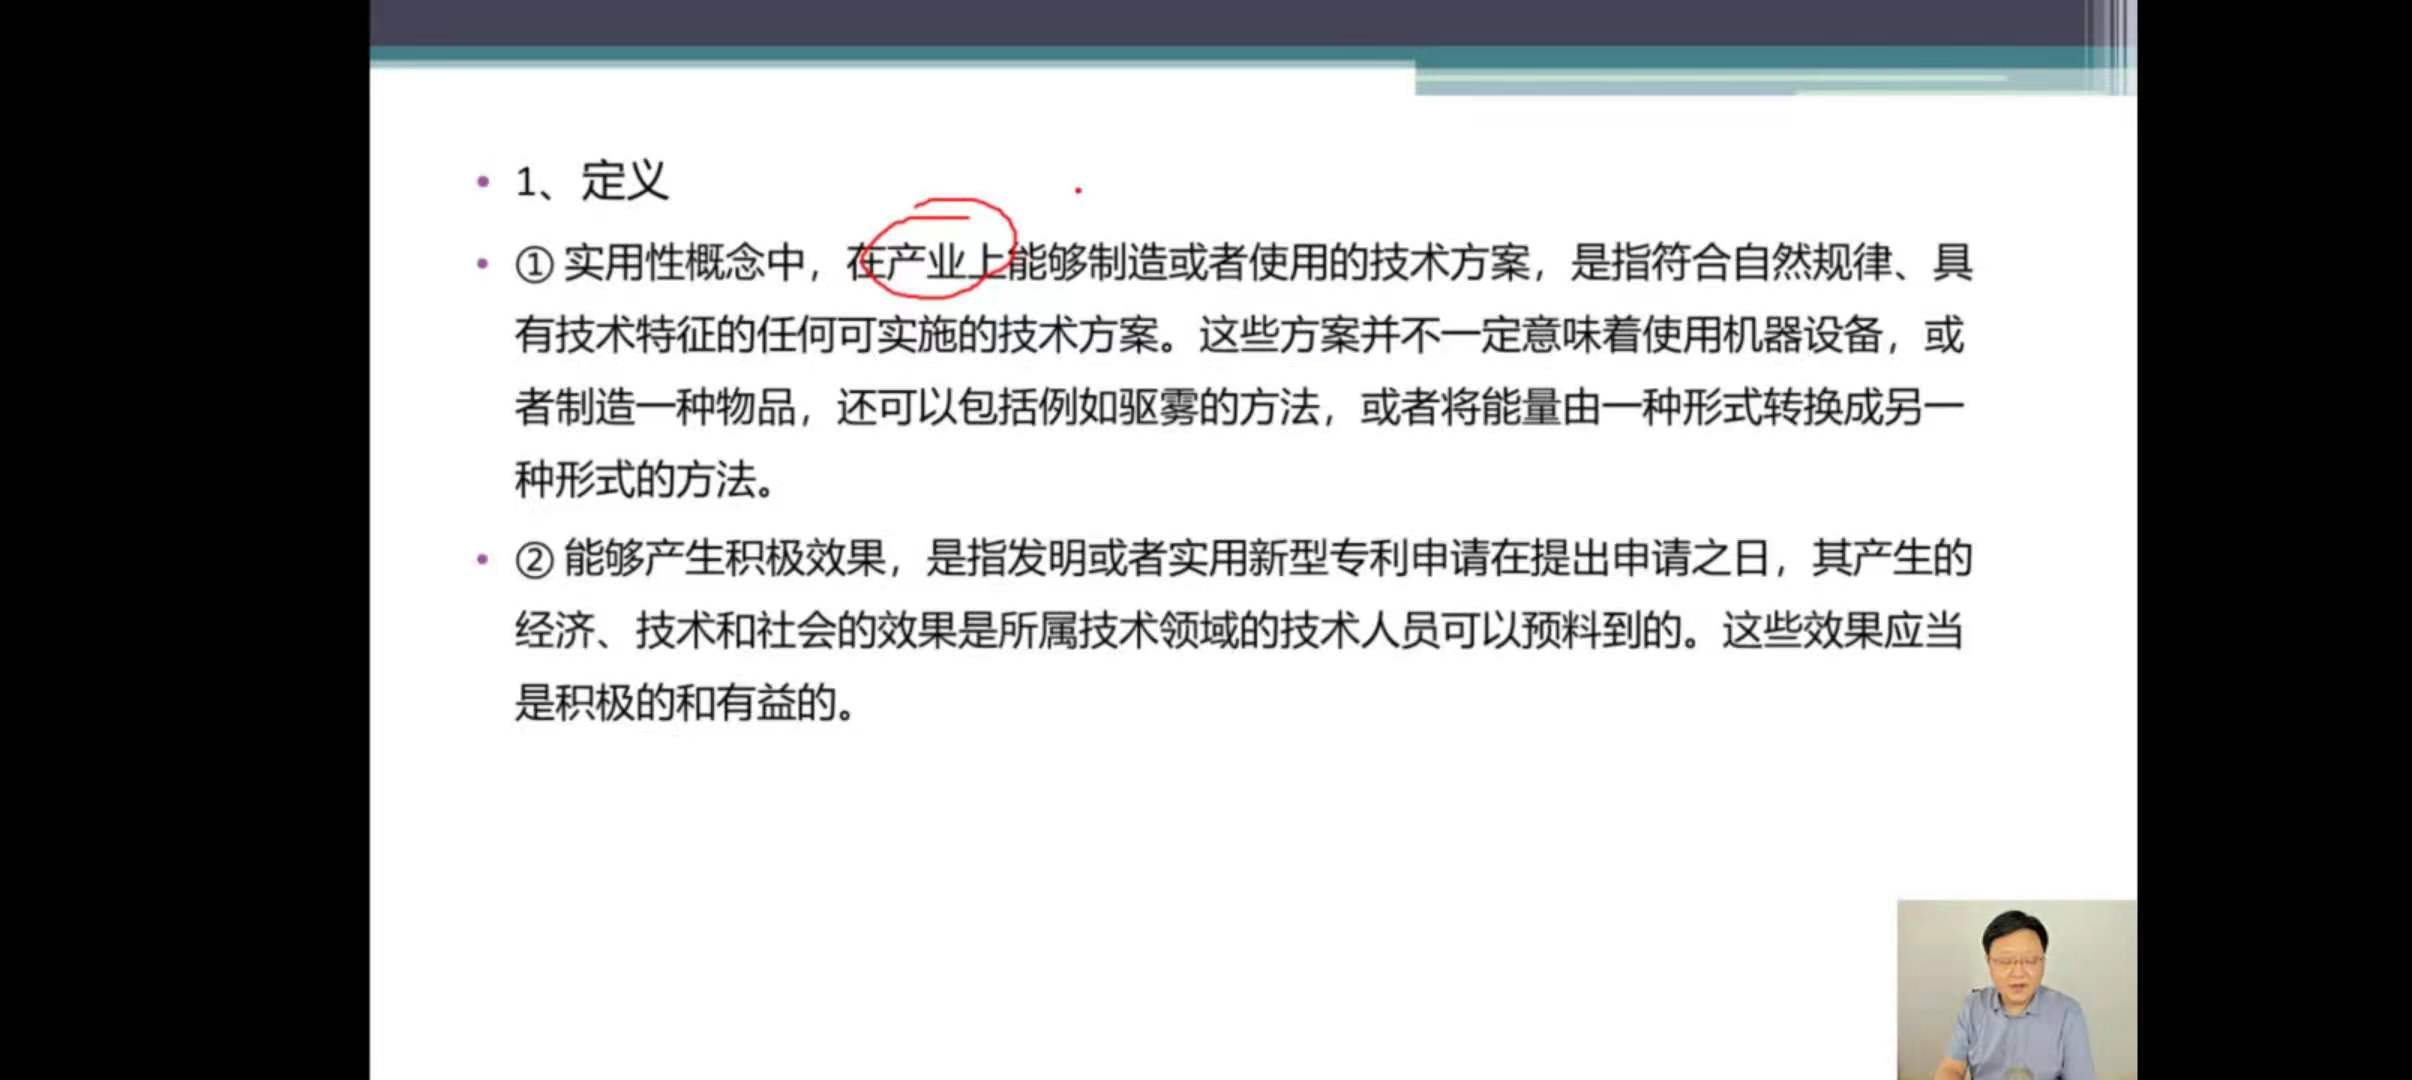 1、定义
① 实用性概念中，在产业上能够制造或者使用的技术方案，是指符合自然规律、具
有技术特征的任何可实施的技术方案。这些方案并不一定意味着使用机器设备，或
者制造一种物品，还可以包括例如驱雾的方法，或者将能量由一种形式转换成另一
种形式的方法。
② 能够产生积极效果，是指发明或者实用新型专利申请在提出申请之日，其产生的
经济、技术和社会的效果是所属技术领域的技术人员可以预料到的。这些效果应当
是积极的和有益的。